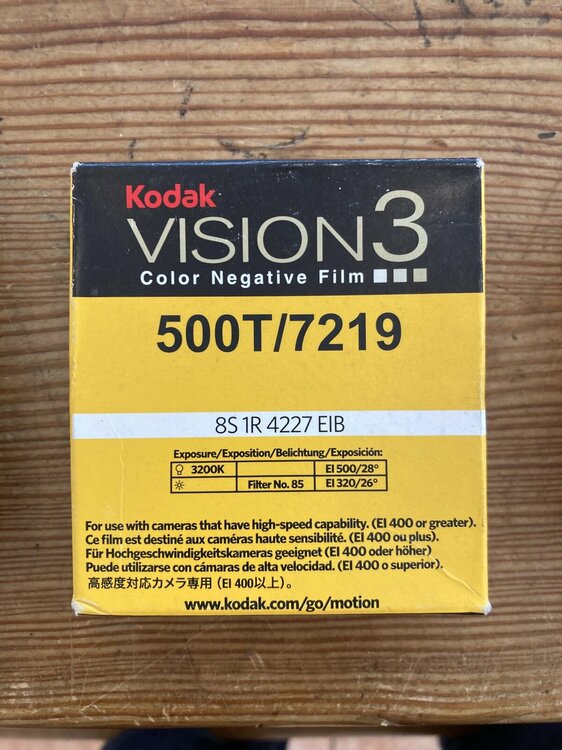 Kodak
VISION3
Color Negative Film
500T/7219
8S 1R 4227 EIB
Exposure/Exposition/Belichtung/Exposición:
3200K EI 500/28°
Filter No. 85 EI 320/26°
For use with cameras that have high-speed capability. (EI 400 or greater).
Ce film est destiné aux caméras haute sensibilité. (EI 400 ou plus).
Für Hochgeschwindigkeitskameras geeignet (EI 400 oder höher)
Puede utilizarse con cámaras de alta velocidad. (EI 400 o superior).
高感度対応カメラ専用（EI 400以上）。
www.kodak.com/go/motion